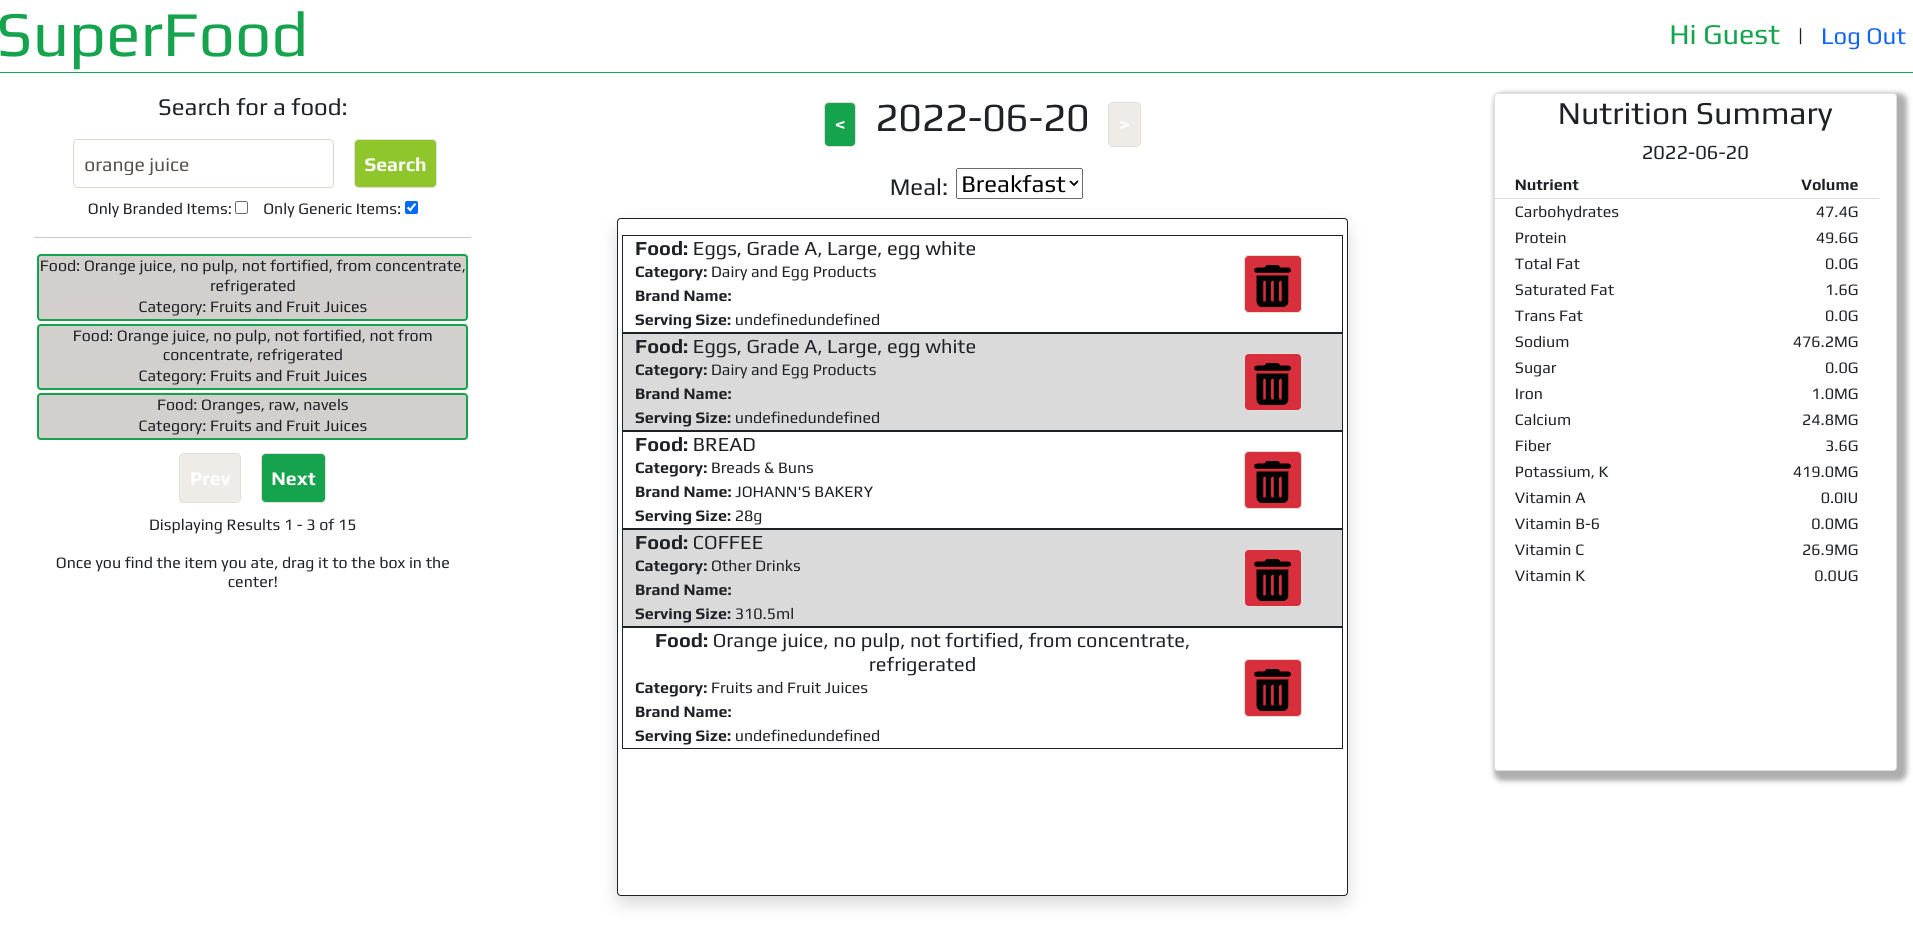 SuperFood
Hi Guest | Log Out
Search for a food:
orange juice
Search
Only Branded Items:
Only Generic Items:
Food: Orange juice, no pulp, not fortified, from concentrate,
refrigerated
Category: Fruits and Fruit Juices
Food: Orange juice, no pulp, not fortified, not from
concentrate, refrigerated
Category: Fruits and Fruit Juices
Food: Oranges, raw, navels
Category: Fruits and Fruit Juices
Prev
Next
Displaying Results 1 - 3 of 15
Once you find the item you ate, drag it to the box in the
center!
< 2022-06-20 >
Meal: Breakfast
Food: Eggs, Grade A, Large, egg white
Category: Dairy and Egg Products
Brand Name:
Serving Size: undefinedundefined
Food: Eggs, Grade A, Large, egg white
Category: Dairy and Egg Products
Brand Name:
Serving Size: undefinedundefined
Food: BREAD
Category: Breads & Buns
Brand Name: JOHANN'S BAKERY
Serving Size: 28g
Food: COFFEE
Category: Other Drinks
Brand Name:
Serving Size: 310.5ml
Food: Orange juice, no pulp, not fortified, from concentrate,
refrigerated
Category: Fruits and Fruit Juices
Brand Name:
Serving Size: undefinedundefined
Nutrition Summary
2022-06-20
Nutrient Volume
Carbohydrates 47.4G
Protein 49.6G
Total Fat 0.0G
Saturated Fat 1.6G
Trans Fat 0.0G
Sodium 476.2MG
Sugar 0.0G
Iron 1.0MG
Calcium 24.8MG
Fiber 3.6G
Potassium, K 419.0MG
Vitamin A 0.0IU
Vitamin B-6 0.0MG
Vitamin C 26.9MG
Vitamin K 0.0UG